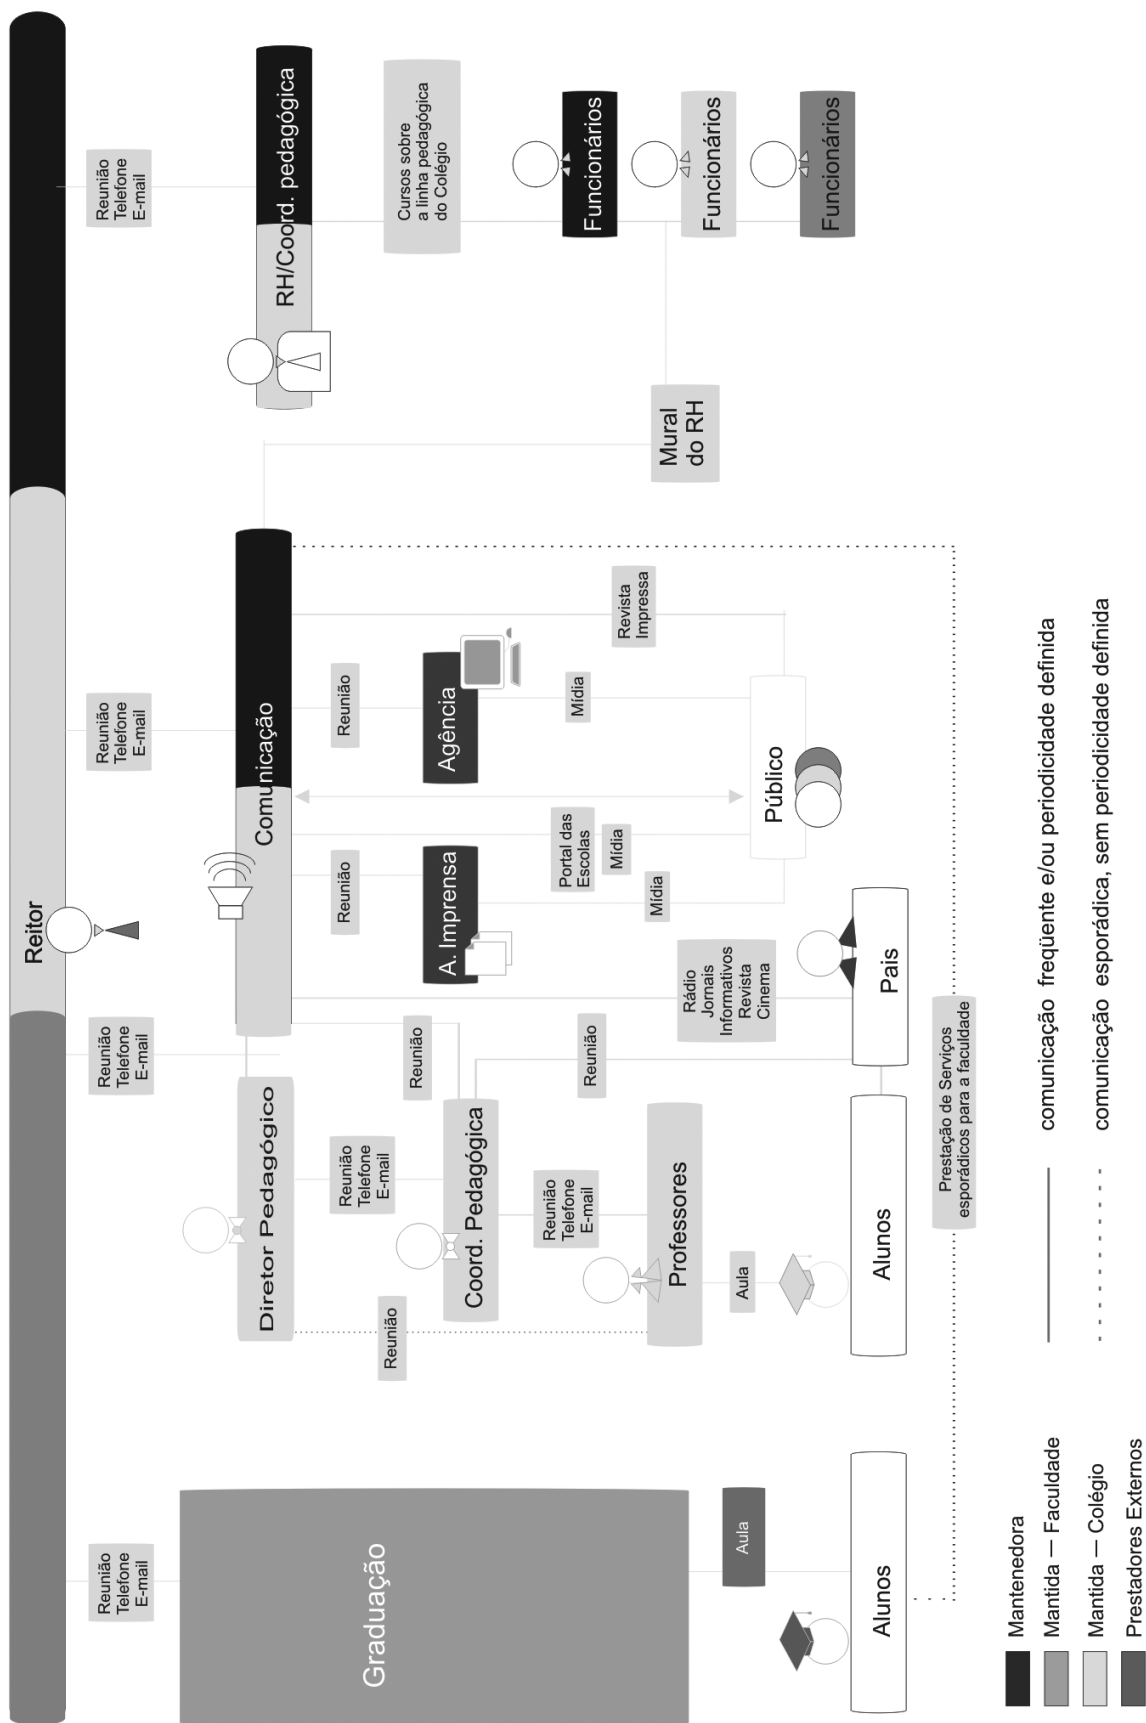 Reitor
Reunião
Telefone
E-mail
Reunião
Telefone
E-mail
Reunião
Telefone
E-mail
Reunião
Telefone
E-mail
Graduação
Aula
Alunos
Diretor Pedagógico
Reunião
Telefone
E-mail
Reunião
Coord. Pedagógica
Reunião
Telefone
E-mail
Professores
Aula
Alunos
Reunião
Reunião
Comunicação
Reunião
A. Imprensa
Reunião
Agência
Rádio
Jornais
Informativos
Revista
Cinema
Pais
Mídia
Portal das
Escolas
Mídia
Mídia
Revista
Impressa
Público
RH/Coord. pedagógica
Cursos sobre
a linha pedagógica
do Colégio
Mural
do RH
Funcionários
Funcionários
Funcionários
Prestação de Serviços
esporádicos para a faculdade
Mantenedora
Mantida — Faculdade
Mantida — Colégio
Prestadores Externos
comunicação freqüente e/ou periodicidade definida
comunicação esporádica, sem periodicidade definida